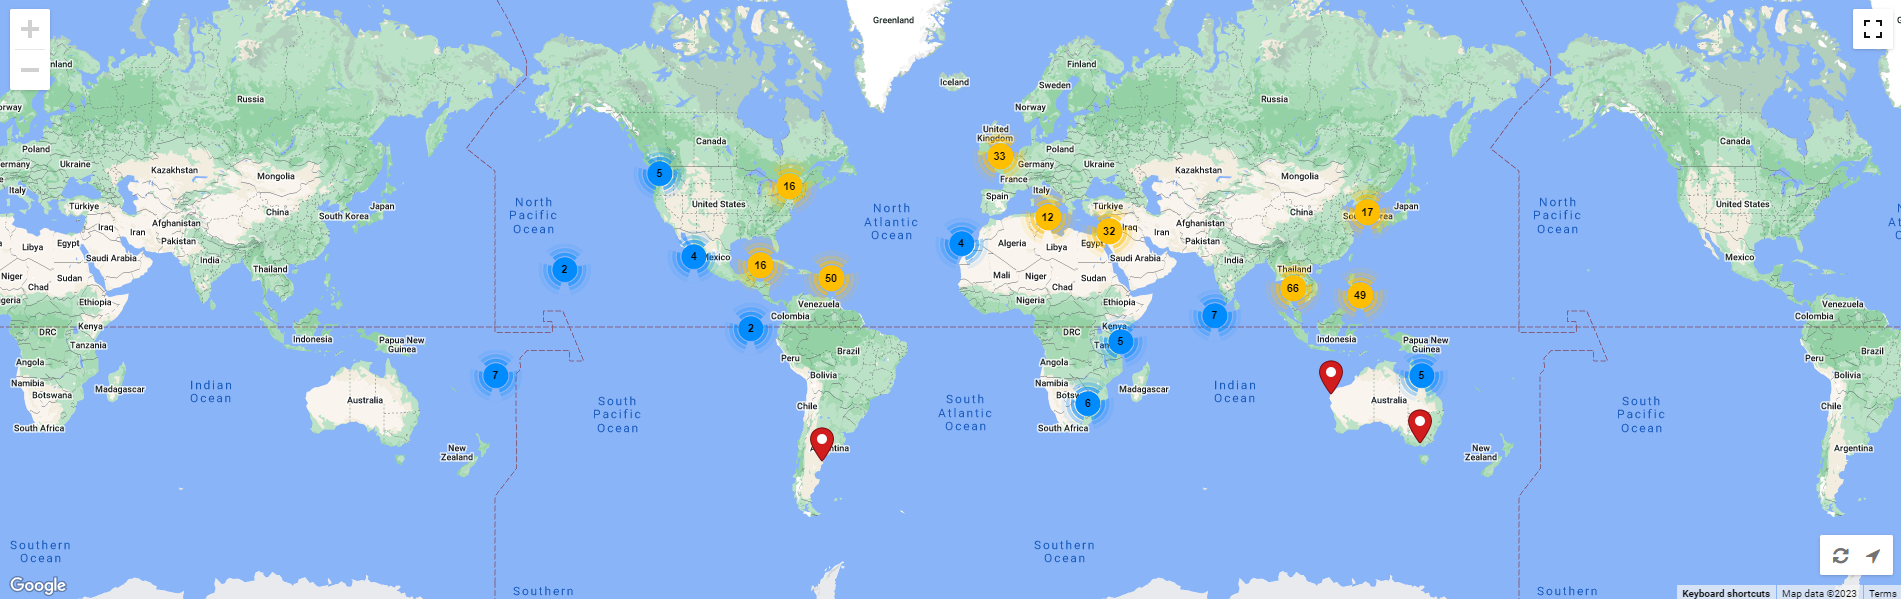 Greenland
G
nland
Finland
Iceland
Sweden
Russia
Russia
orway
Norway
United
Kingdom
Canada
Canada
Poland
Poland
33
ermany
Ukraine
Germany
Ukraine
Kazakhstan
Mongolia
5
16
France
Kazakhstan
Mongolia
Italy
Italy
Spain
Türkiye
Japan
South Korea
China
North
Pacific
Ocean
United States
North
Atlantic
Ocean
12
Türkiye
32
Iraq
China
17
Japan
North
Pacific
Ocean
United States
Iraq
Iran
Afghanistan
Pakistan
Libya
Egypt
Saudi Arabia
India
4
Algeria
Libya
Egypt
Iran
Afghanistan
Pakistan
Saudi Arabia
India
2
4
Mexico
16
50
Mexico
Niger
Sudan
Chad
Thailand
Mali
Niger
Sudan
Chad
Thailand
66
49
geria
Ethiopia
Venezuela
Colombia
Nigeria
Ethiopia
7
Venezuela
Colombia
DRC
Kenya
Tanzania
Indonesia
Papua New
Guinea
2
DRC
Kenya
5
Indonesia
Papua New
Guinea
Angola
Peru
Brazil
Angola
Peru
Brazil
Namibia
Botswana
Madagascar
Indian
Ocean
7
Bolivia
Namibia
Madagascar
Indian
Ocean
5
Bolivia
Australia
South
Pacific
Ocean
Chile
South
Atlantic
Ocean
6
Australia
South
Pacific
Ocean
Chile
South Africa
South Africa
New
Zealand
New
Zealand
Argentina
Southern
Ocean
Southern
Ocean
Southern
Southern
Google
Keyboard shortcuts
Map data ©2023
Terms